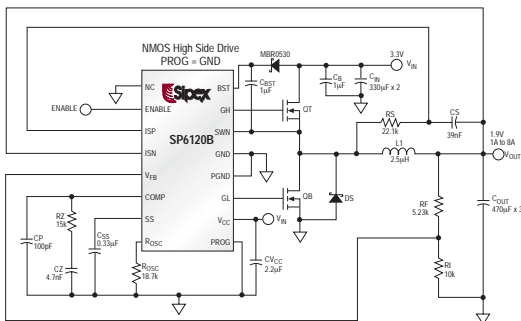 NMOS High Side Drive
PROG = GND
MBR0530
3.3V
VIN
NC
Sipex
BST
CBST
1µF
CB
1µF
CIN
330µF x 2
ENABLE
ENABLE
GH
QT
RS
22.1k
CS
39nF
ISP
SWN
SP6120B
ISN
GND
L1
2.5µH
1.9V
1A to 8A
VOUT
VFB
PGND
COMP
GL
QB
DS
RF
5.23k
COUT
470µF x 3
RZ
15k
SS
VCC
VIN
CP
100pF
CSS
0.33µF
ROSC
PROG
CZ
4.7nF
ROSC
18.7k
CVCC
2.2µF
RI
10k